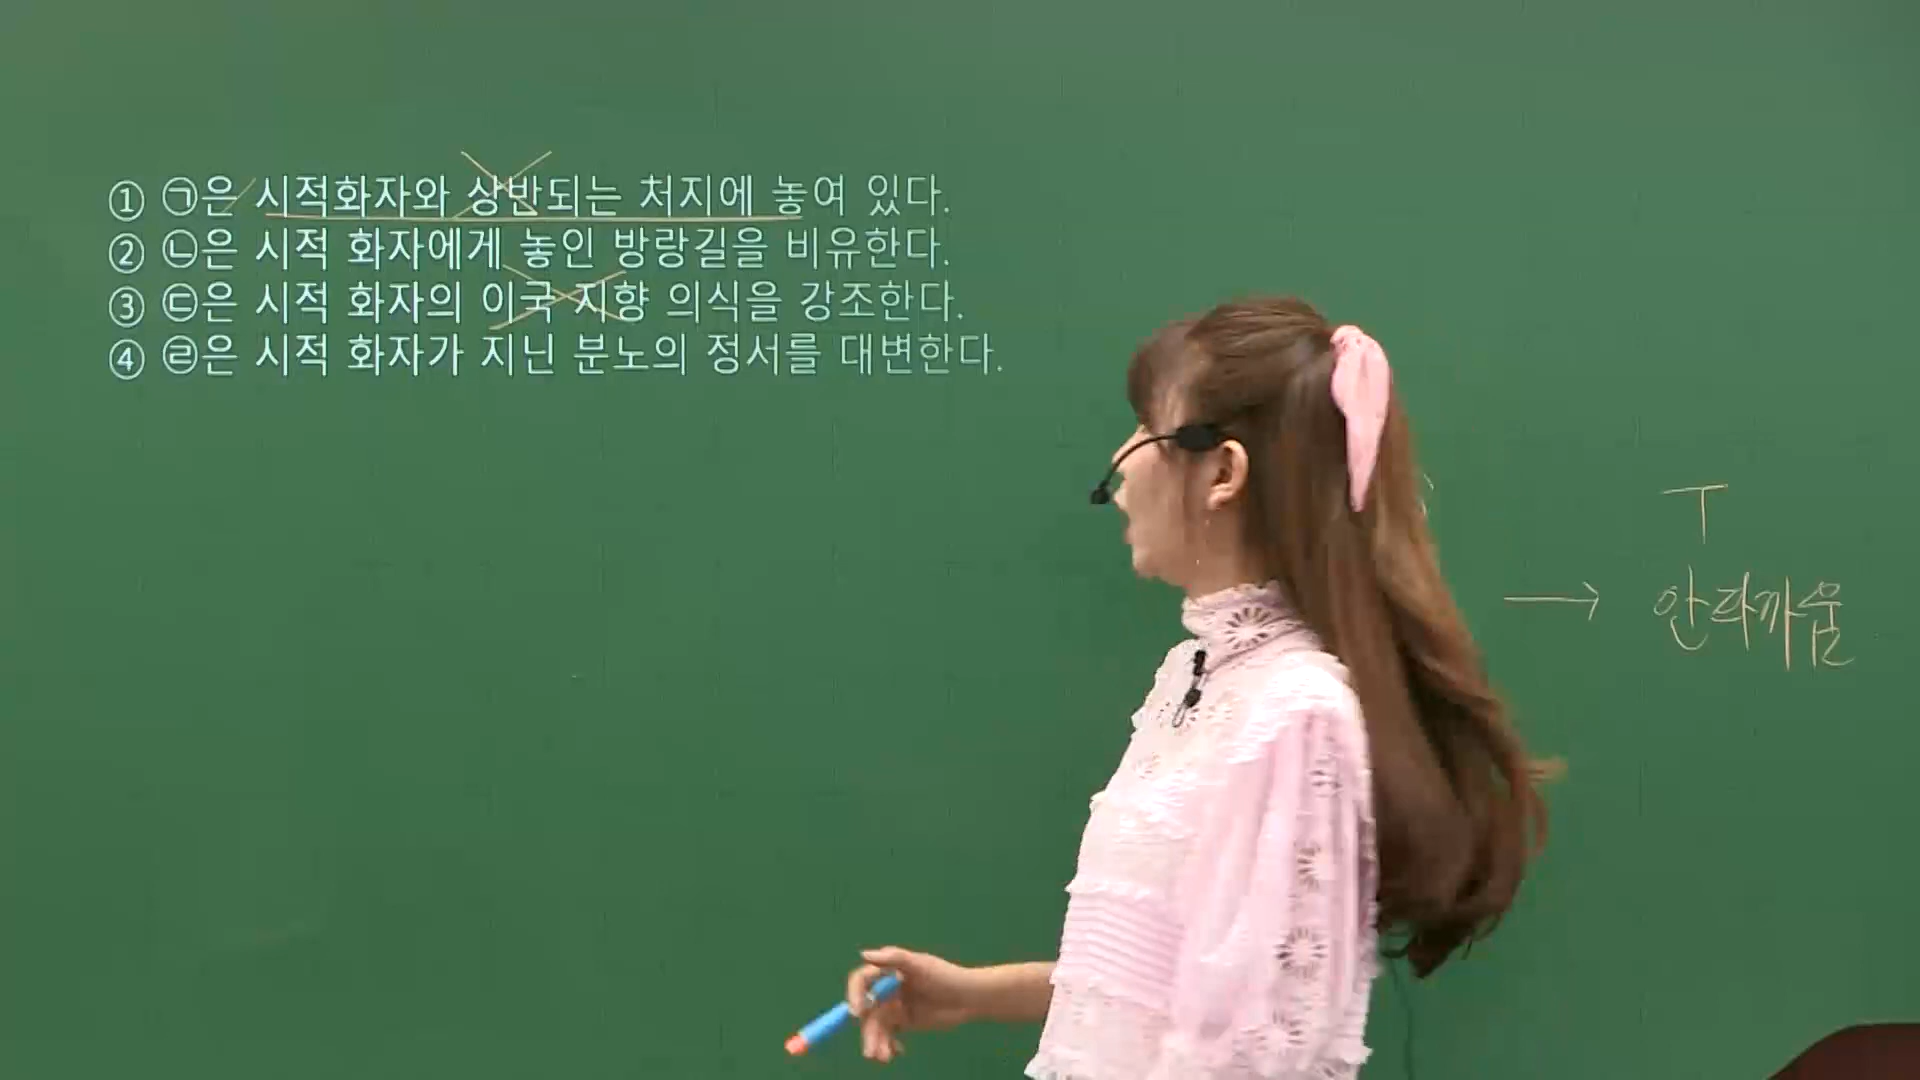 ① ㉠은 시적화자와 상반되는 처지에 놓여 있다.
② ㉡은 시적 화자에게 놓인 방랑길을 비유한다.
③ ㉢은 시적 화자의 이국 지향 의식을 강조한다.
④ ㉣은 시적 화자가 지닌 분노의 정서를 대변한다.
T
→ 안타까움